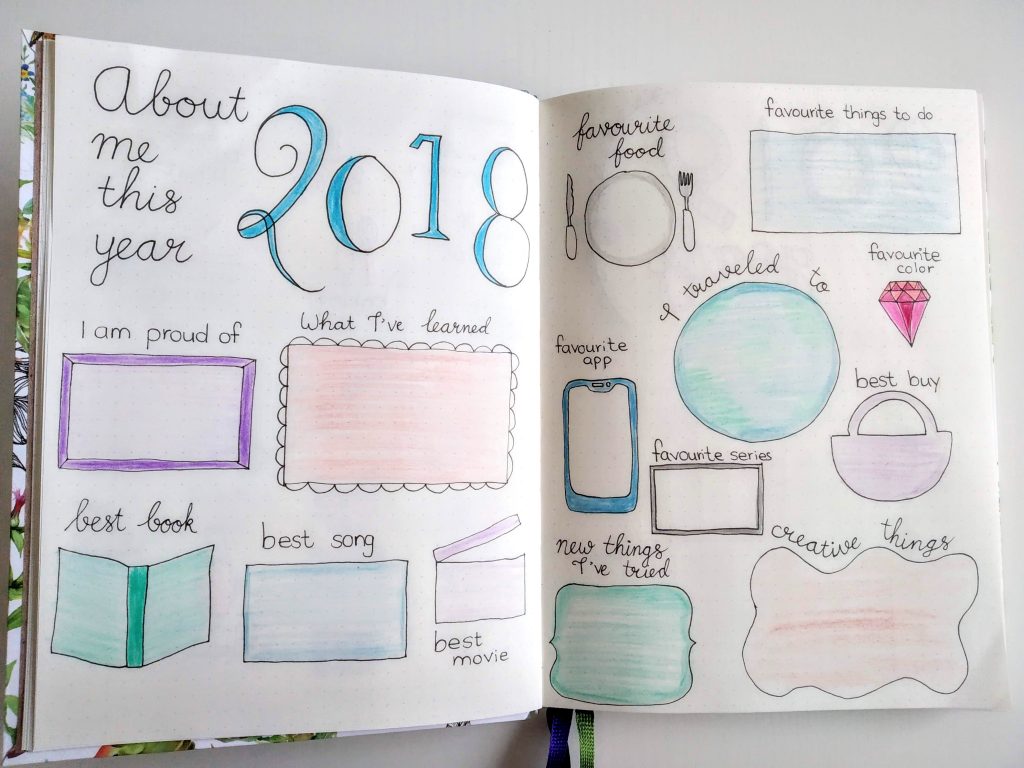 About
me
this
year
2018
I am proud of
What I've learned
best book
best song
best
movie
favourite
food
favourite things to do
I traveled to
favourite
color
favourite
app
best buy
favourite series
new things
I've tried
creative things